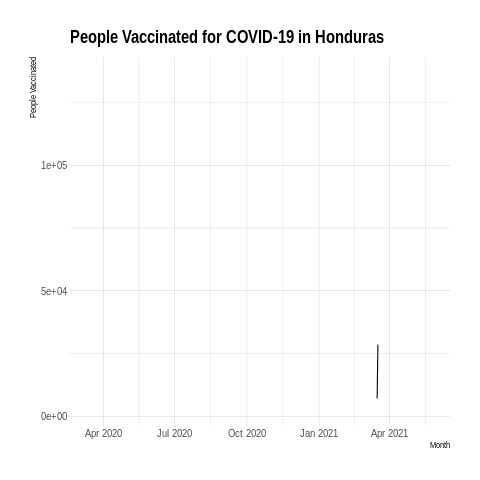 People Vaccinated for COVID-19 in Honduras
People Vaccinated
1e+05
5e+04
0e+00
Apr 2020 Jul 2020 Oct 2020 Jan 2021 Apr 2021
Month